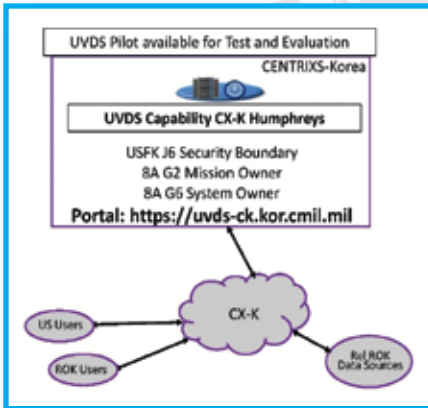 UVDS Pilot available for Test and Evaluation
CENTRIXS-Korea
UVDS Capability CX-K Humphreys
USFK J6 Security Boundary
8A G2 Mission Owner
8A G6 System Owner
Portal: https://uvds-ck.kor.cmil.mil
CX-K
US Users
ROK Users
Rel ROK
Data Sources